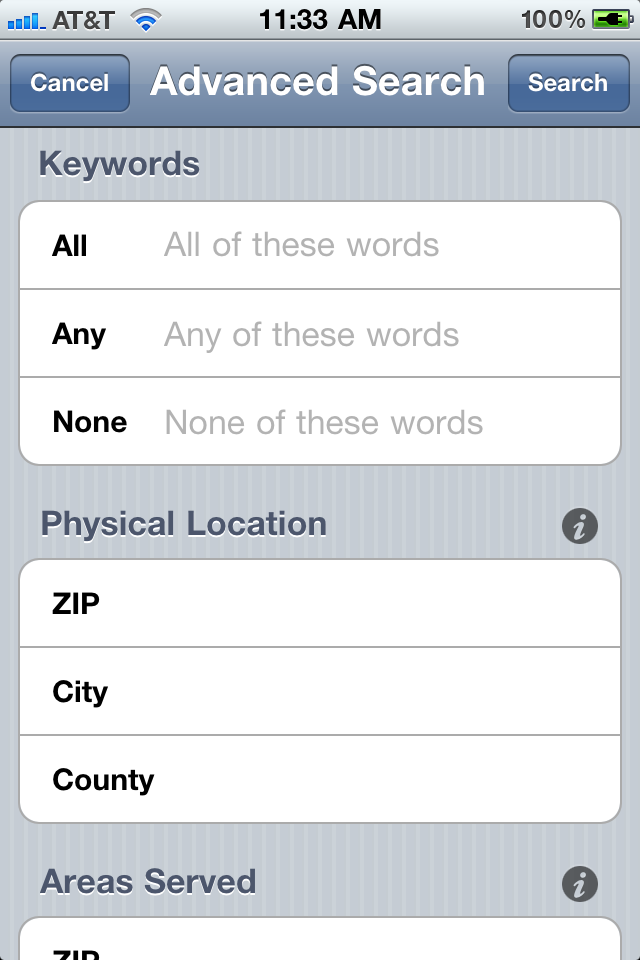 AT&T 11:33 AM 100%
Cancel Advanced Search Search
Keywords
All All of these words
Any Any of these words
None None of these words
Physical Location i
ZIP
City
County
Areas Served i
ZIP